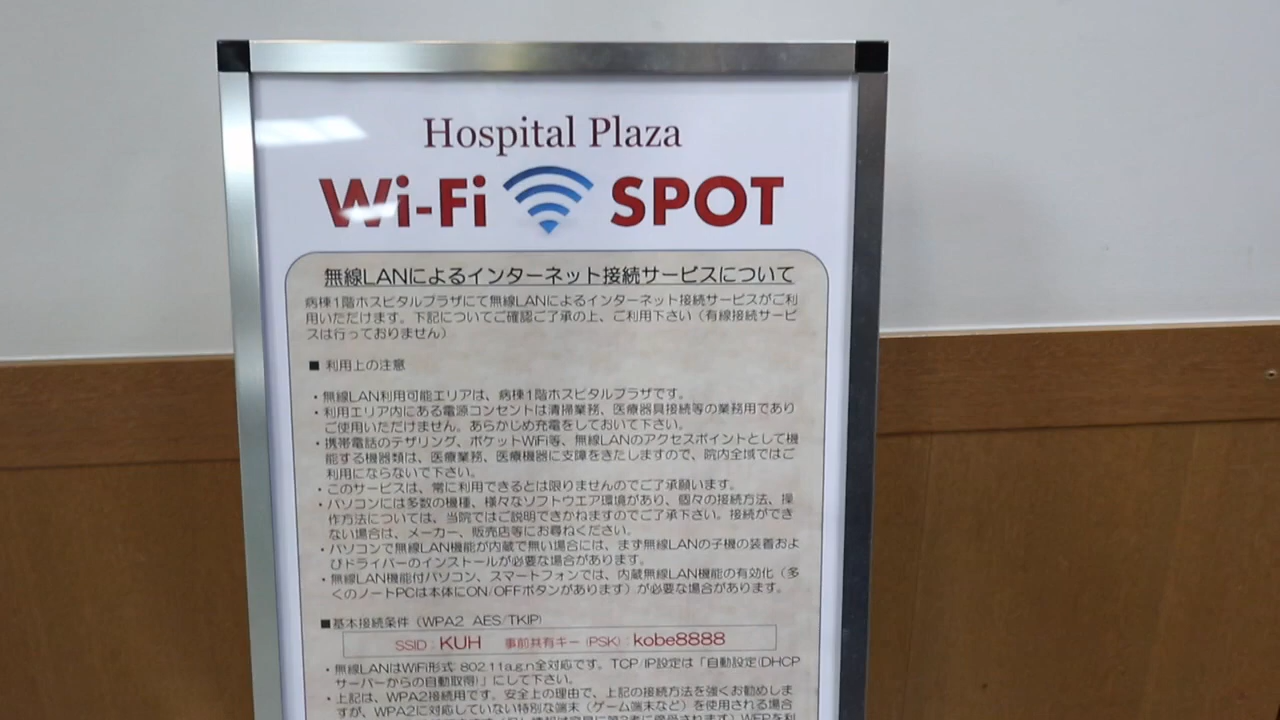 Hospital Plaza
Wi-Fi SPOT
無線LANによるインターネット接続サービスについて
病棟1階ホスピタルプラザにて無線LANによるインターネット接続サービスがご利
用いただけます。下記についてご確認ご了承の上、ご利用下さい（有線接続サービ
スは行っておりません）
■ 利用上の注意
・無線LAN利用可能エリアは、病棟1階ホスピタルプラザです。
・利用エリア内にある電源コンセントは清掃業務、医療器具接続等の業務用であり
ご使用いただけません。あらかじめ充電をしておいて下さい。
・携帯電話のテザリング、ポケットWiFi等、無線LANのアクセスポイントとして機
能する機器類は、医療業務、医療機器に支障をきたしますので、院内全域ではご
利用にならないで下さい。
・このサービスは、常に利用できるとは限りませんのでご了承願います。
・パソコンには多数の機種、様々なソフトウエア環境があり、個々の接続方法、操
作方法については、当院ではご説明できかねますのでご了承下さい。接続ができ
ない場合は、メーカー、販売店等にお尋ねください。
・パソコンで無線LAN機能が内蔵で無い場合には、まず無線LANの子機の装着およ
びドライバーのインストールが必要な場合があります。
・無線LAN機能付パソコン、スマートフォンでは、内蔵無線LAN機能の有効化（多
くのノートPCは本体にON/OFFボタンがあります）が必要な場合があります。
■基本接続条件（WPA2 AES/TKIP）
SSID：KUH 事前共有キー（PSK）：kobe8888
・無線LANはWiFi形式 802.11a,g,n全対応です。TCP/IP設定は「自動設定(DHCP
サーバーからの自動取得)」にして下さい。
・上記は、WPA2接続用です。安全上の理由で、上記の接続方法を強くお勧めしま
すが、WPA2に対応していない特別な端末（ゲーム端末など）を使用される場合